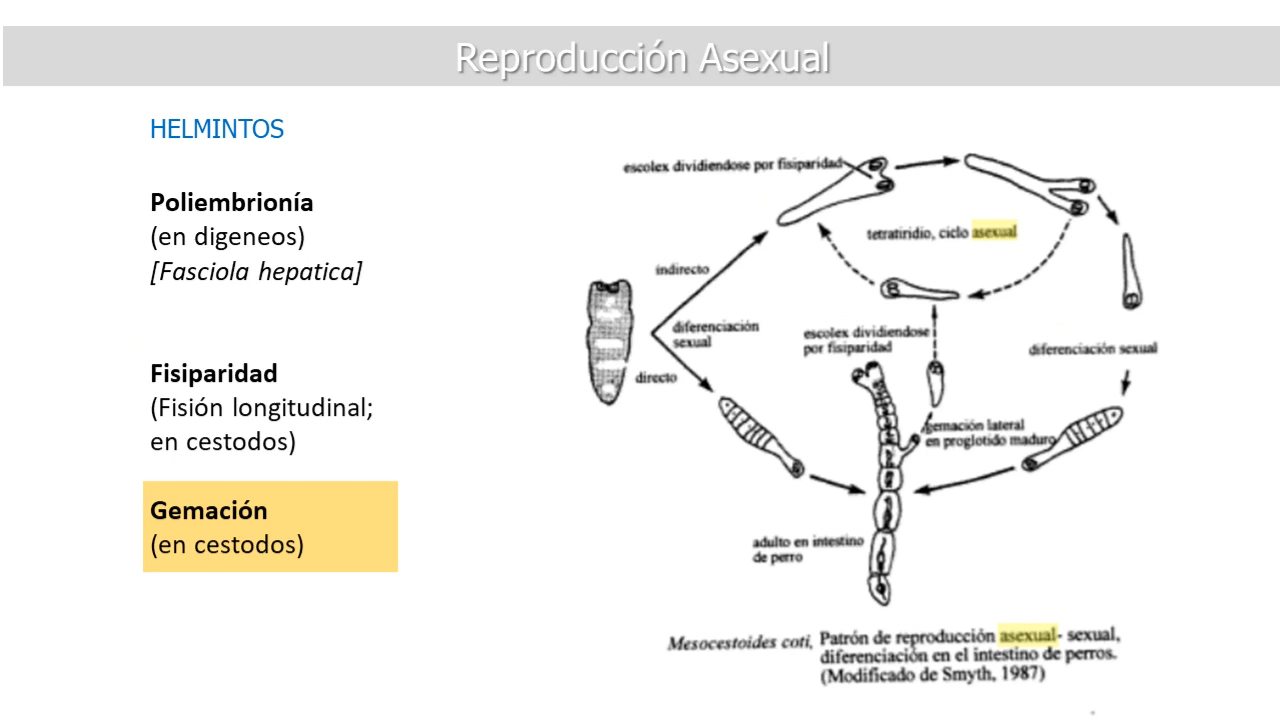 Reproducción Asexual
HELMINTOS
Poliembrionía
(en digeneos)
[Fasciola hepatica]
Fisiparidad
(Fisión longitudinal;
en cestodos)
Gemación
(en cestodos)
escolex dividiendose por fisiparidad
tetratiridio, ciclo asexual
indirecto
diferenciación
sexual
directo
escolex dividiendose
por fisiparidad
diferenciación sexual
gemación lateral
en proglotido maduro
adulto en intestino
de perro
Mesocestoides coti, Patrón de reproducción asexual- sexual,
diferenciación en el intestino de perros.
(Modificado de Smyth, 1987)